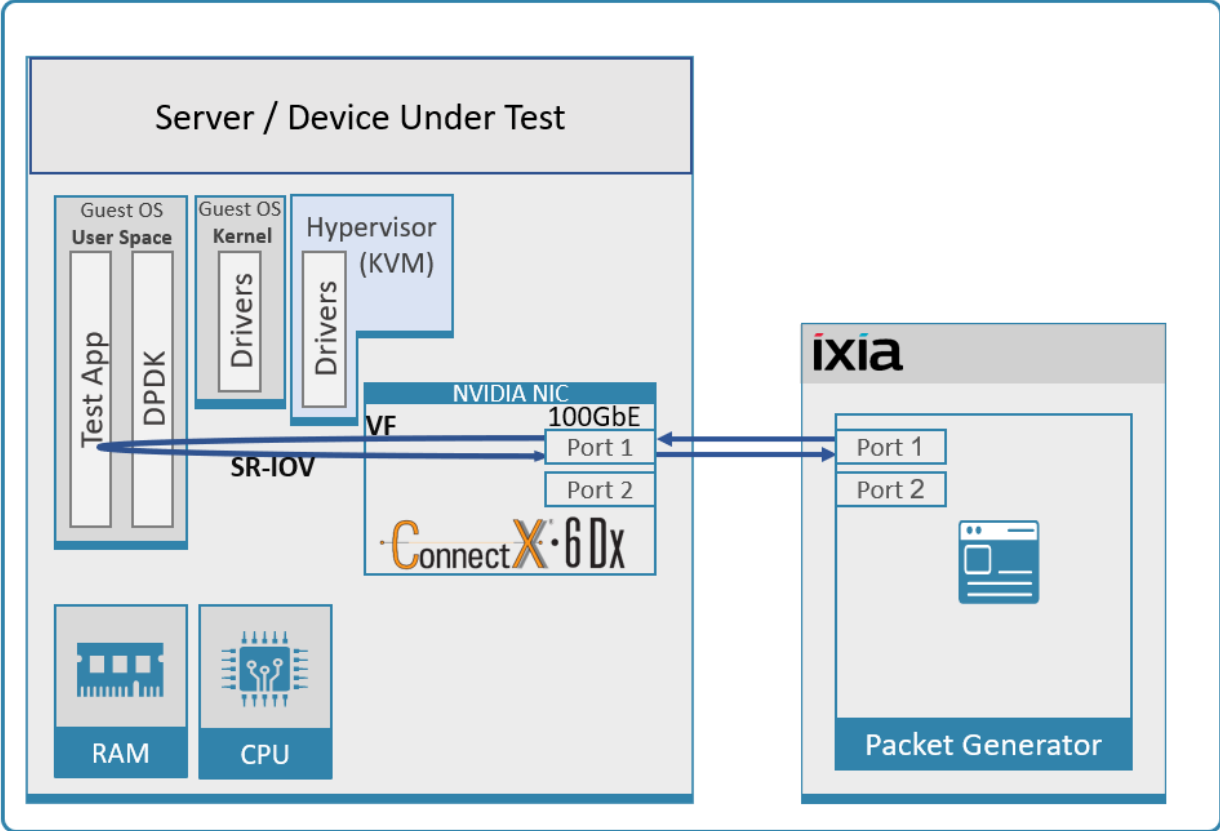 Server / Device Under Test
Guest OS
User Space
Test App
DPDK
Guest OS
Kernel
Drivers
Hypervisor
(KVM)
Drivers
NVIDIA NIC
VF
100GbE
Port 1
SR-IOV
Port 2
ConnectX·6 Dx
RAM
CPU
ixia
Port 1
Port 2
Packet Generator